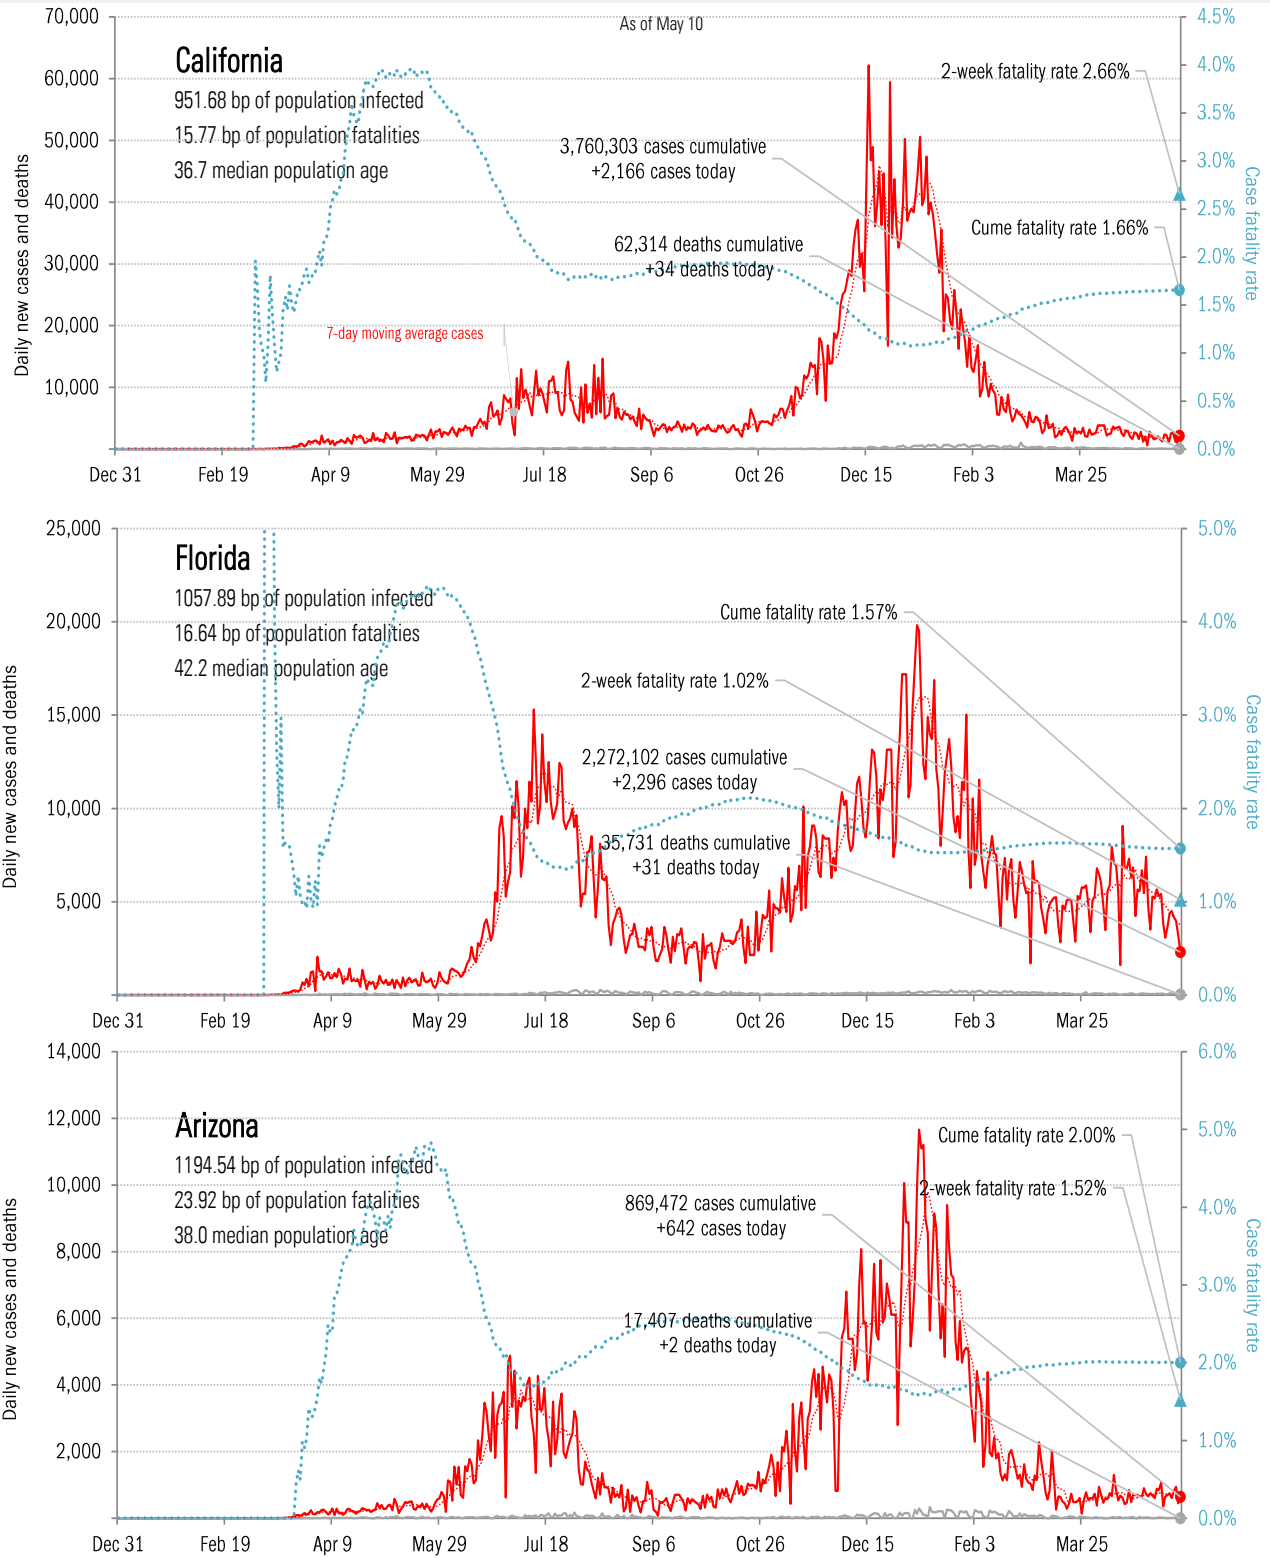 As of May 10
70,000
60,000
50,000
40,000
30,000
20,000
10,000
Daily new cases and deaths
California
951.68 bp of population infected
15.77 bp of population fatalities
36.7 median population age
7-day moving average cases
3,760,303 cases cumulative
+2,166 cases today
62,314 deaths cumulative
+34 deaths today
2-week fatality rate 2.66%
Cume fatality rate 1.66%
4.5%
4.0%
3.5%
3.0%
2.5%
2.0%
1.5%
1.0%
0.5%
0.0%
Case fatality rate
Dec 31 Feb 19 Apr 9 May 29 Jul 18 Sep 6 Oct 26 Dec 15 Feb 3 Mar 25
25,000
20,000
15,000
10,000
5,000
Daily new cases and deaths
Florida
1057.89 bp of population infected
16.64 bp of population fatalities
42.2 median population age
Cume fatality rate 1.57%
2-week fatality rate 1.02%
2,272,102 cases cumulative
+2,296 cases today
35,731 deaths cumulative
+31 deaths today
5.0%
4.0%
3.0%
2.0%
1.0%
0.0%
Case fatality rate
Dec 31 Feb 19 Apr 9 May 29 Jul 18 Sep 6 Oct 26 Dec 15 Feb 3 Mar 25
14,000
12,000
10,000
8,000
6,000
4,000
2,000
Daily new cases and deaths
Arizona
1194.54 bp of population infected
23.92 bp of population fatalities
38.0 median population age
Cume fatality rate 2.00%
2-week fatality rate 1.52%
869,472 cases cumulative
+642 cases today
17,407 deaths cumulative
+2 deaths today
6.0%
5.0%
4.0%
3.0%
2.0%
1.0%
0.0%
Case fatality rate
Dec 31 Feb 19 Apr 9 May 29 Jul 18 Sep 6 Oct 26 Dec 15 Feb 3 Mar 25